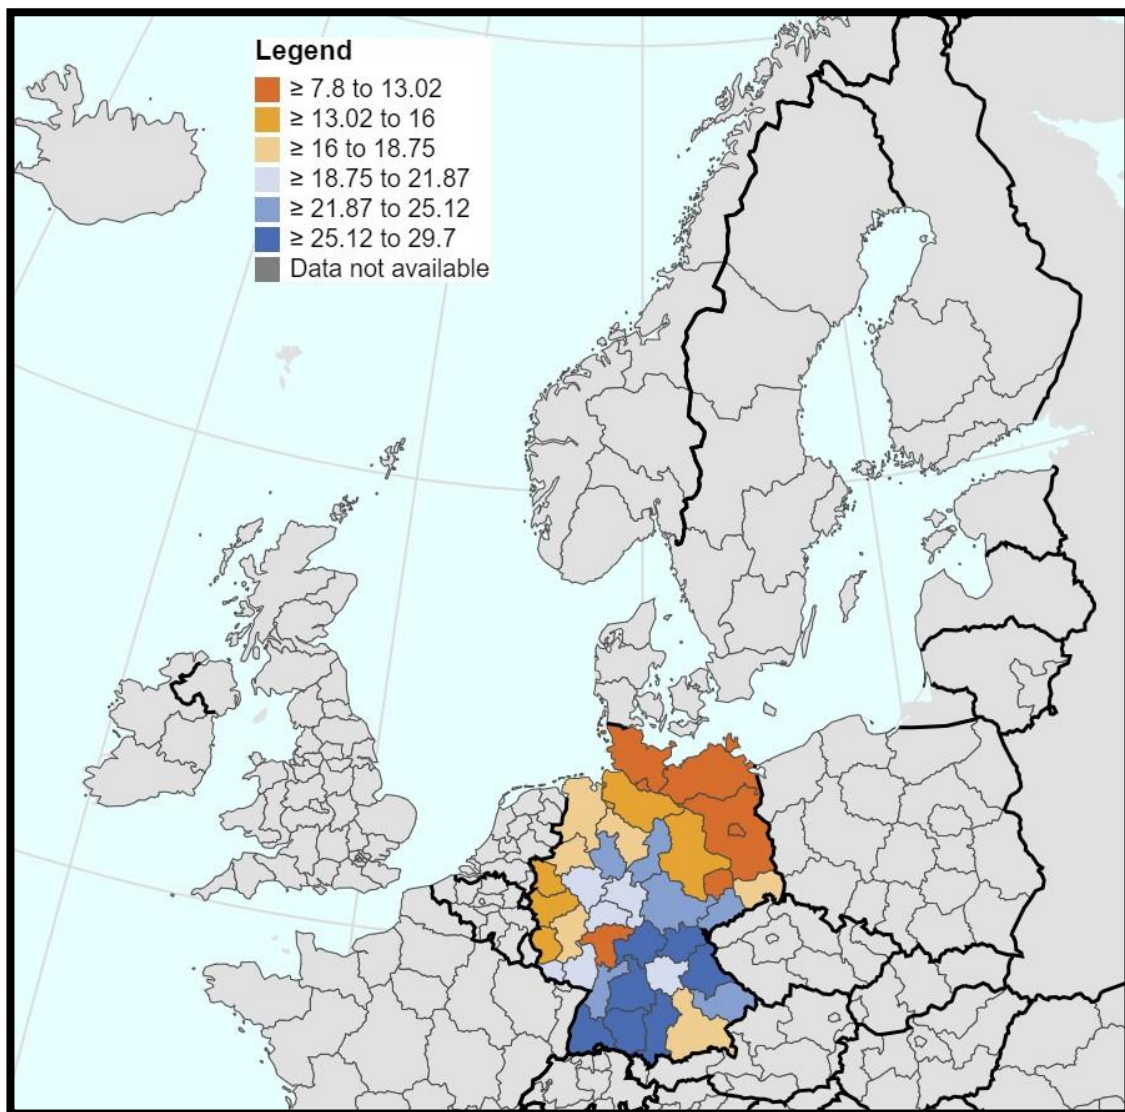 Legend
≥ 7.8 to 13.02
≥ 13.02 to 16
≥ 16 to 18.75
≥ 18.75 to 21.87
≥ 21.87 to 25.12
≥ 25.12 to 29.7
Data not available